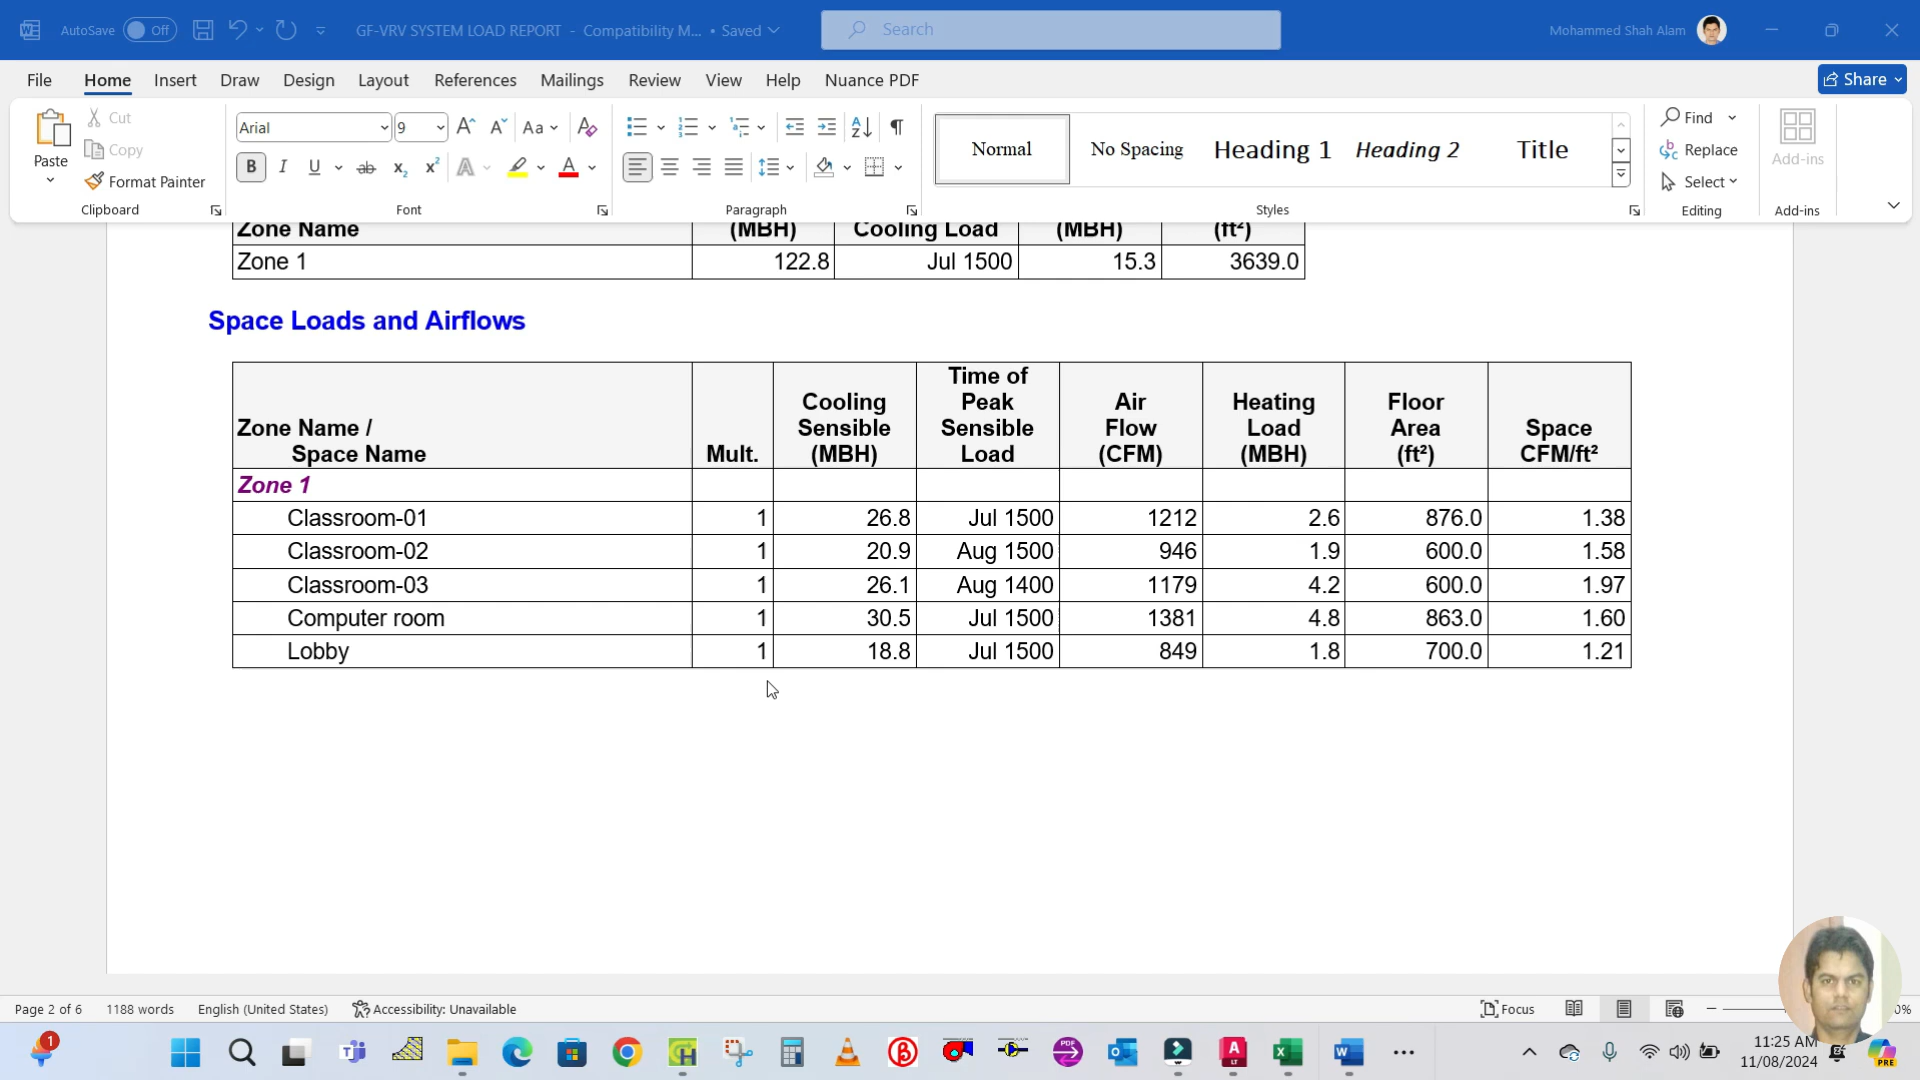 AutoSave Off GF-VRV SYSTEM LOAD REPORT - Compatibility M... • Saved Search Mohammed Shah Alam
File Home Insert Draw Design Layout References Mailings Review View Help Nuance PDF Share
Paste Cut Copy Format Painter
Arial 9 Aa
B I U ab x₂ x² A A
Normal No Spacing Heading 1 Heading 2 Title
Find Replace Select
Add-ins
Clipboard Font Paragraph Styles Editing Add-ins
Zone Name (MBH) Cooling Load (MBH) (ft²)
Zone 1 122.8 Jul 1500 15.3 3639.0
Space Loads and Airflows
Zone Name / Space Name Mult. Cooling Sensible (MBH) Time of Peak Sensible Load Air Flow (CFM) Heating Load (MBH) Floor Area (ft²) Space CFM/ft²
Zone 1
Classroom-01 1 26.8 Jul 1500 1212 2.6 876.0 1.38
Classroom-02 1 20.9 Aug 1500 946 1.9 600.0 1.58
Classroom-03 1 26.1 Aug 1400 1179 4.2 600.0 1.97
Computer room 1 30.5 Jul 1500 1381 4.8 863.0 1.60
Lobby 1 18.8 Jul 1500 849 1.8 700.0 1.21
Page 2 of 6 1188 words English (United States) Accessibility: Unavailable Focus 0%
1 PDF LT PRE
11:25 AM
11/08/2024